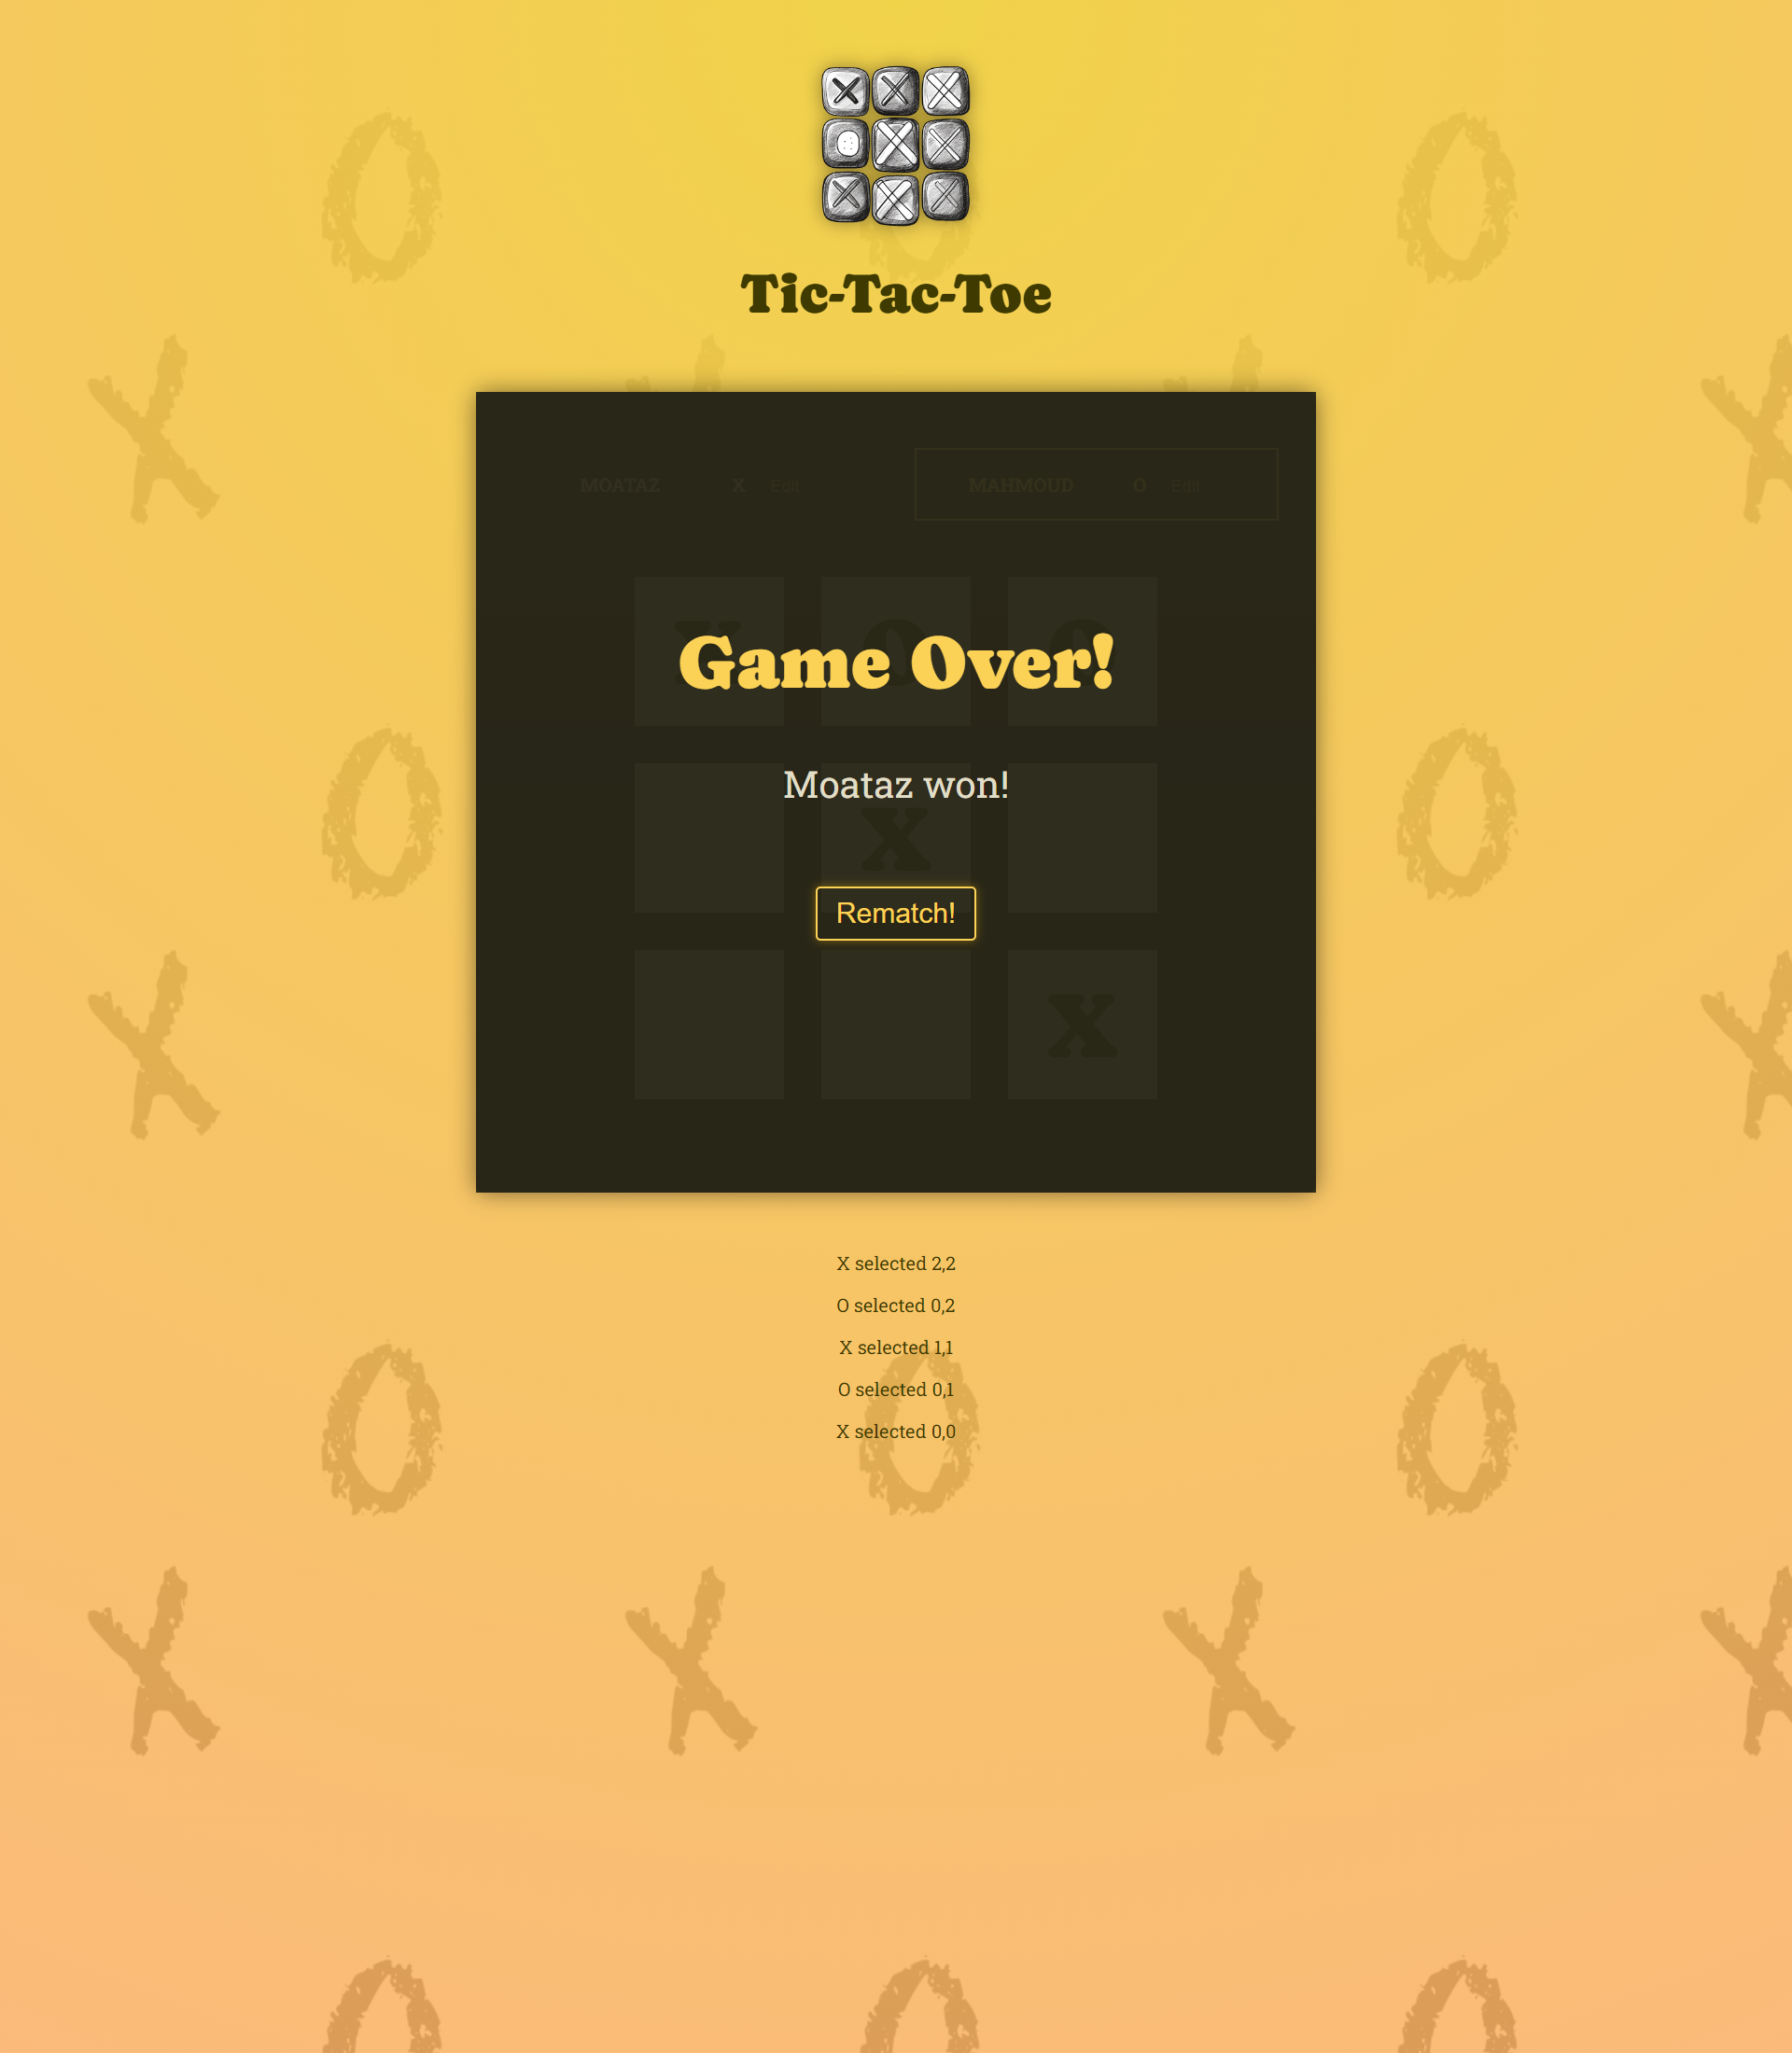 Tic-Tac-Toe
MOATAZ X Edit MAHMOUD O Edit
X O O
Game Over!
Moataz won!
X
Rematch!
X
X selected 2,2
O selected 0,2
X selected 1,1
O selected 0,1
X selected 0,0